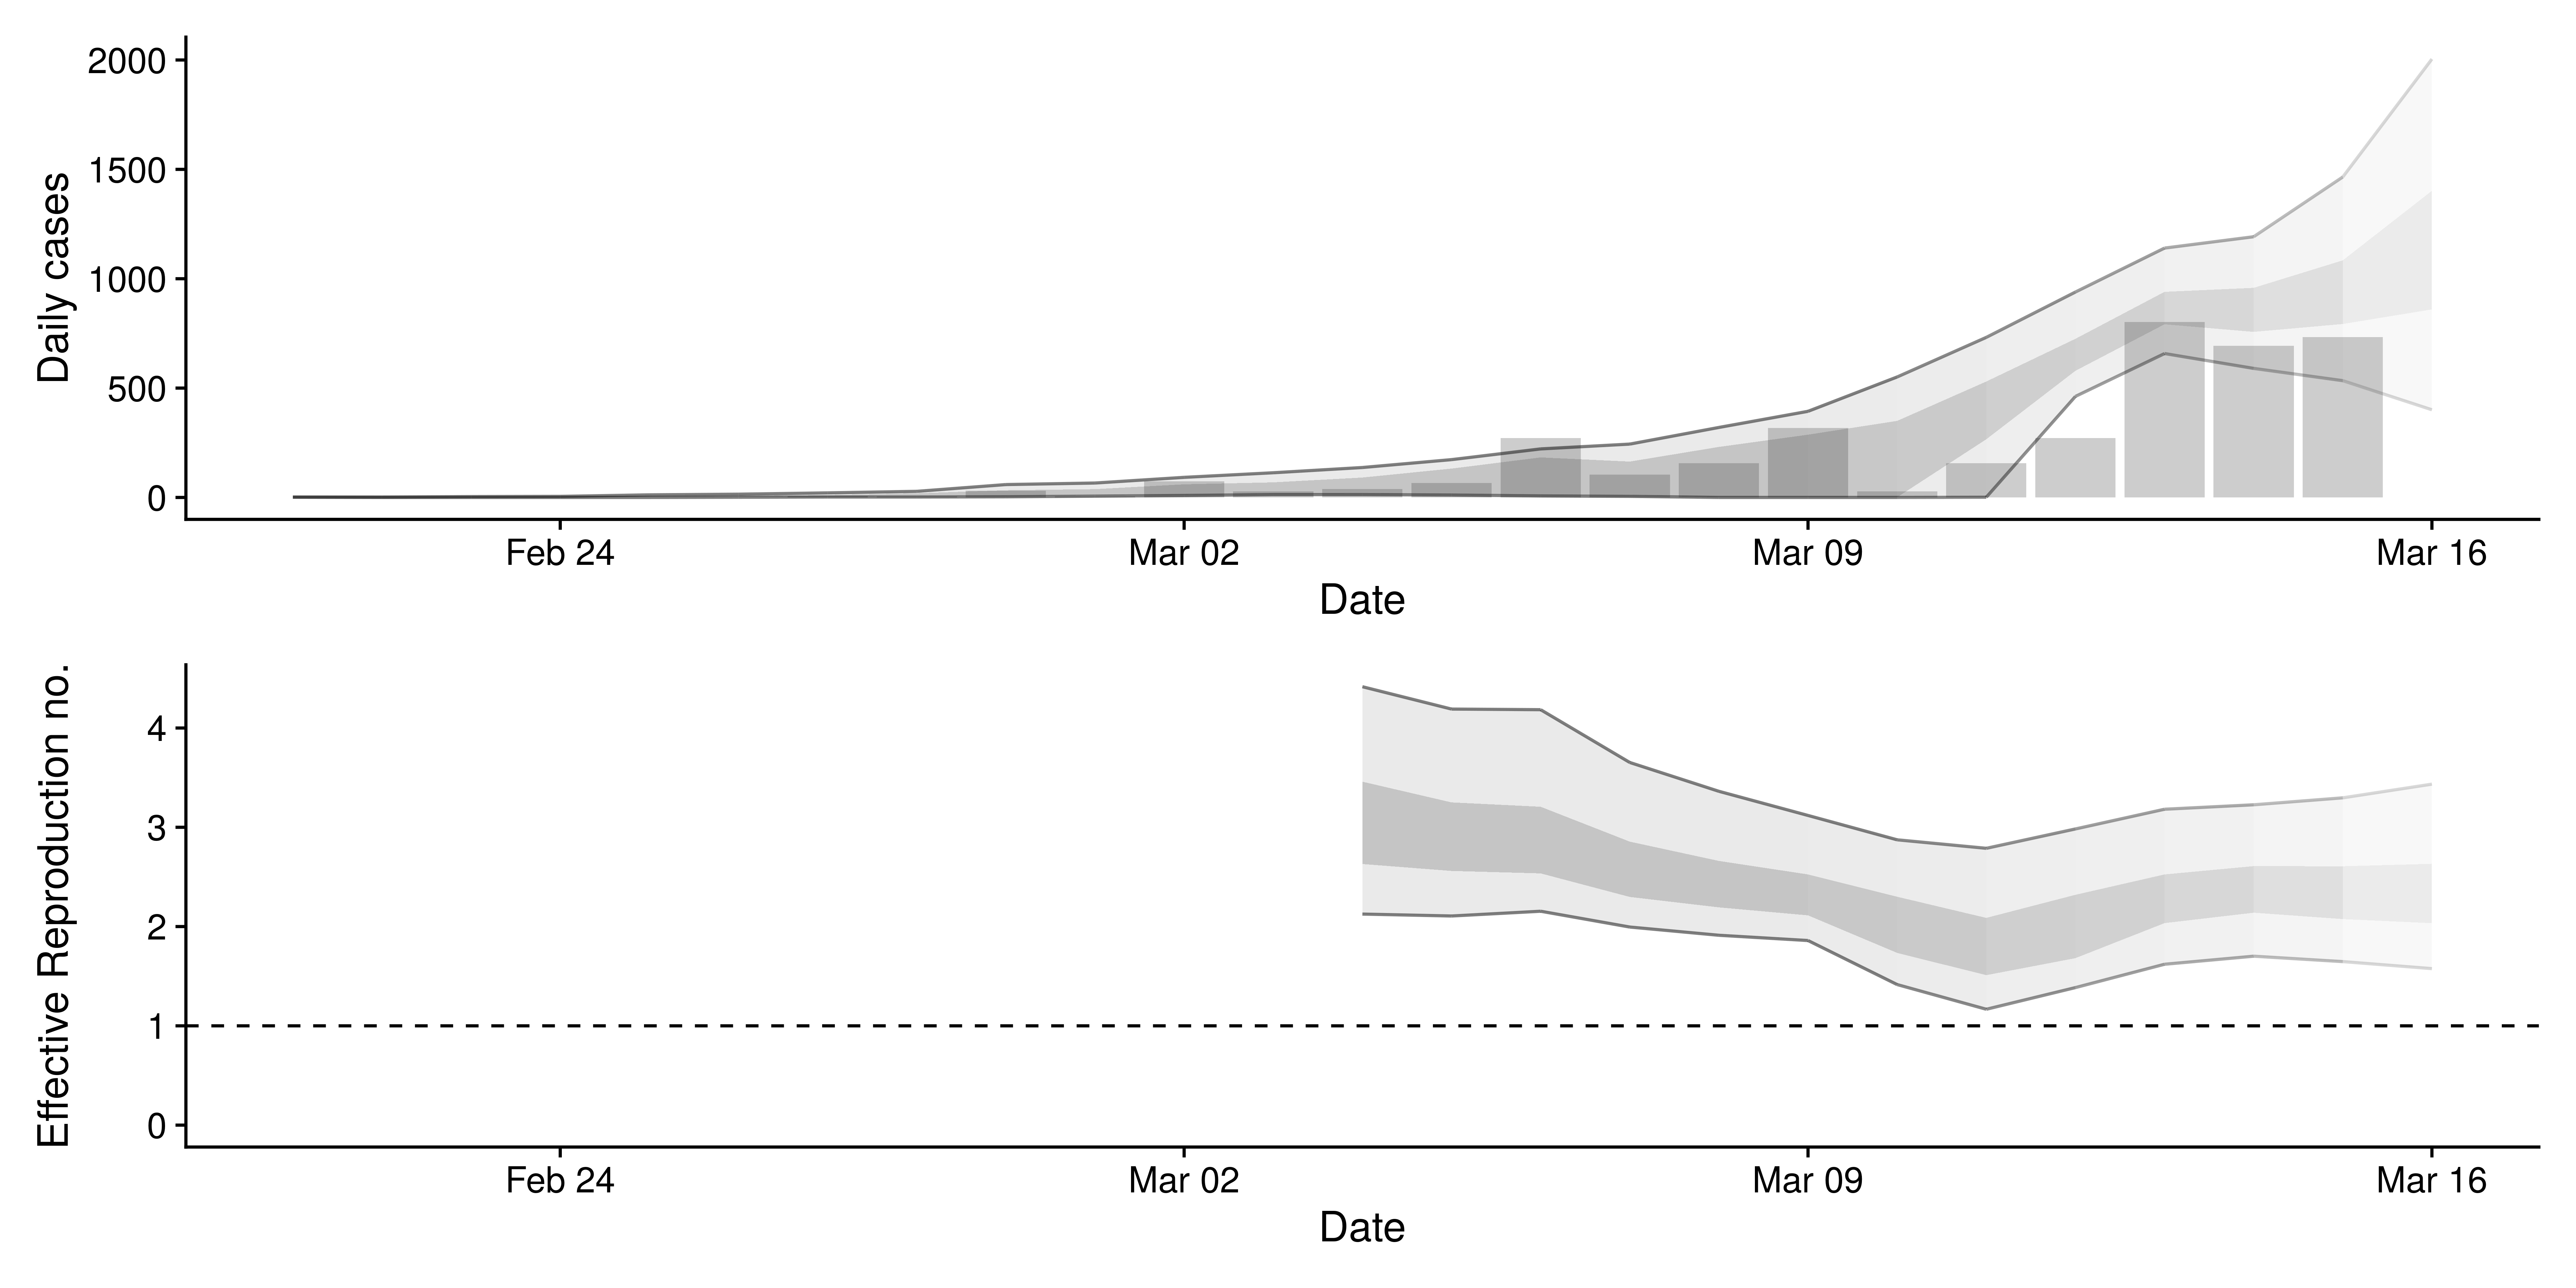 Daily cases
2000
1500
1000
500
0
Feb 24 Mar 02 Mar 09 Mar 16
Date
Effective Reproduction no.
4
3
2
1
0
Feb 24 Mar 02 Mar 09 Mar 16
Date